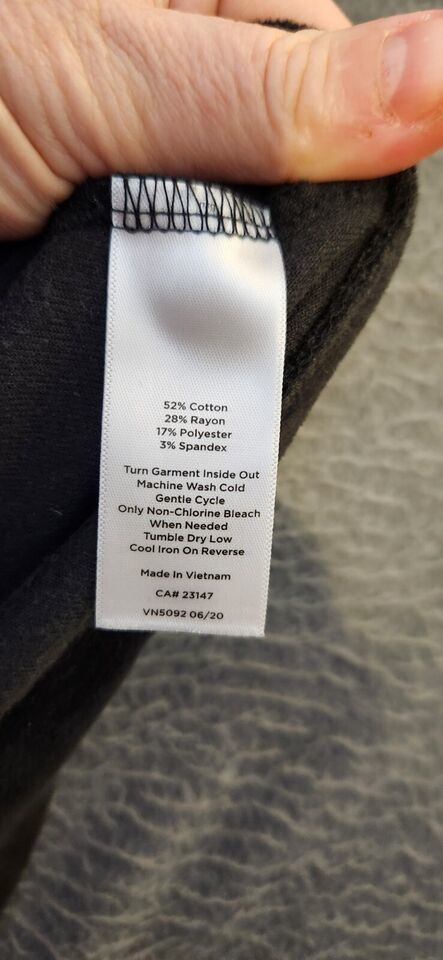 52% Cotton
28% Rayon
17% Polyester
3% Spandex
Turn Garment Inside Out
Machine Wash Cold
Gentle Cycle
Only Non-Chlorine Bleach
When Needed
Tumble Dry Low
Cool Iron On Reverse
Made In Vietnam
CA# 23147
VN5092 06/20